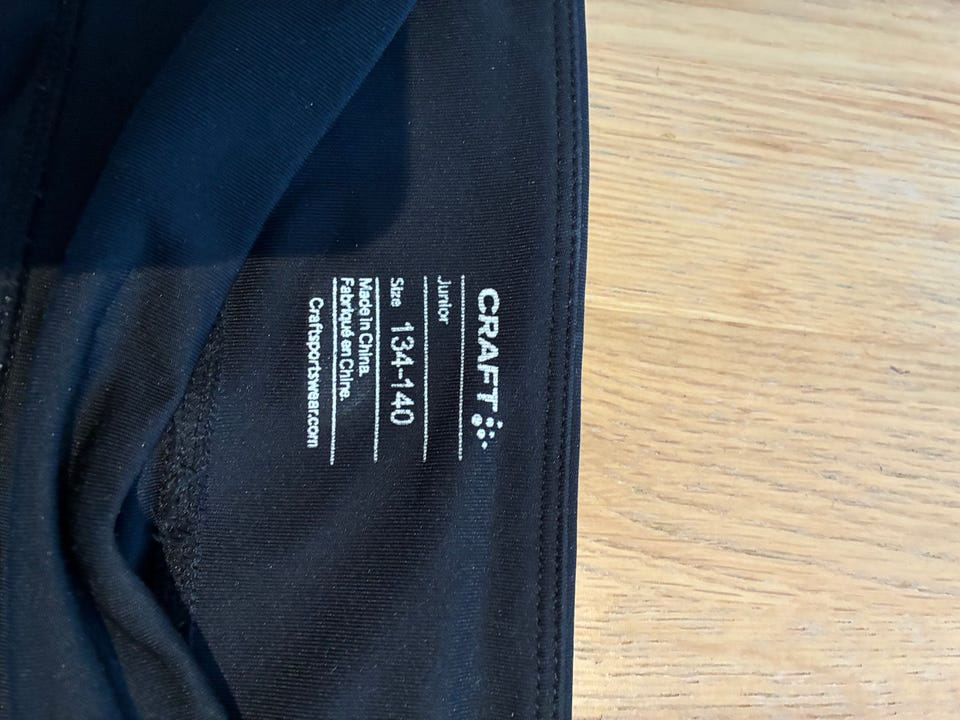 CRAFT
Junior
Size 134-140
Made in China.
Fabriqué en Chine.
Craftsportswear.com